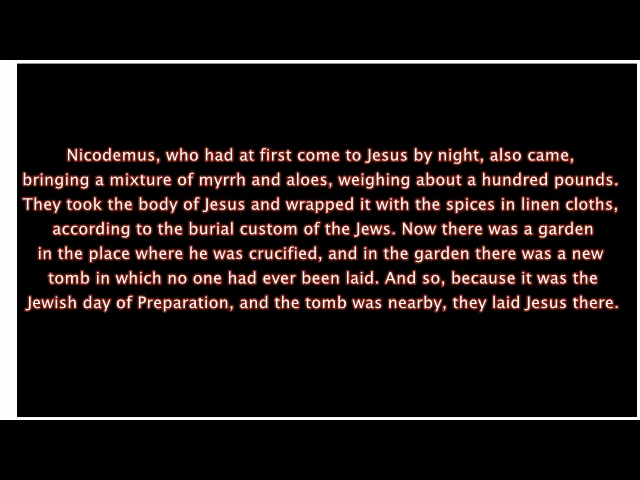 Nicodemus, who had at first come to Jesus by night, also came,
bringing a mixture of myrrh and aloes, weighing about a hundred pounds.
They took the body of Jesus and wrapped it with the spices in linen cloths,
according to the burial custom of the Jews. Now there was a garden
in the place where he was crucified, and in the garden there was a new
tomb in which no one had ever been laid. And so, because it was the
Jewish day of Preparation, and the tomb was nearby, they laid Jesus there.